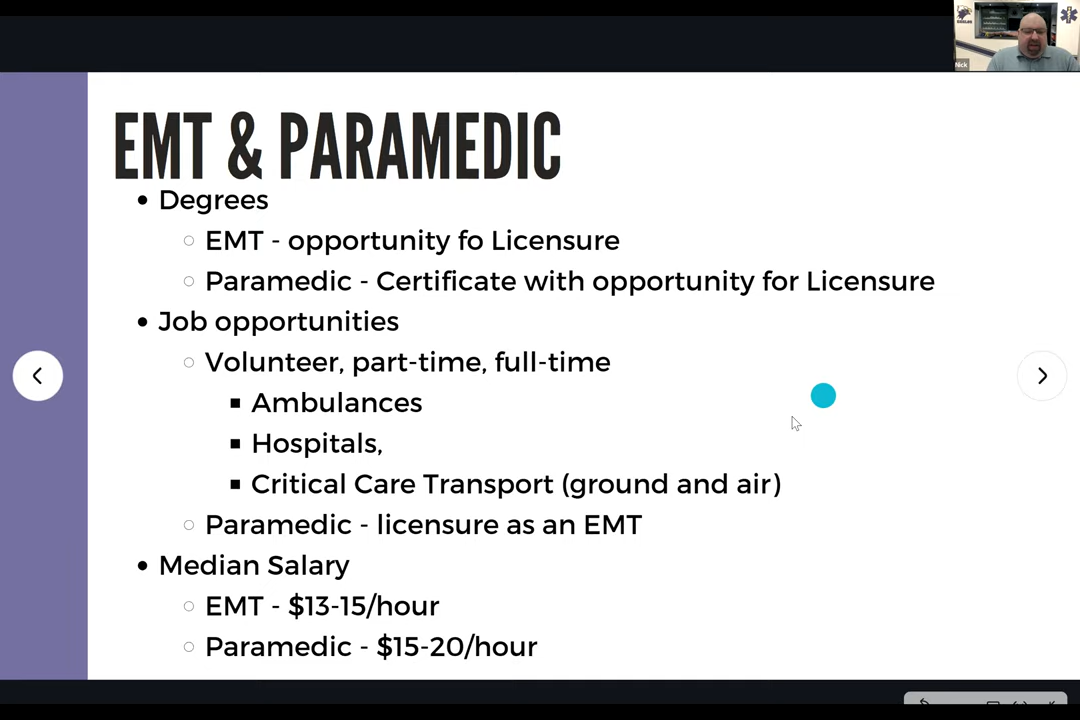 Nick
EMT & PARAMEDIC
• Degrees
○ EMT - opportunity fo Licensure
○ Paramedic - Certificate with opportunity for Licensure
• Job opportunities
○ Volunteer, part-time, full-time
▪ Ambulances
▪ Hospitals,
▪ Critical Care Transport (ground and air)
○ Paramedic - licensure as an EMT
• Median Salary
○ EMT - $13-15/hour
○ Paramedic - $15-20/hour